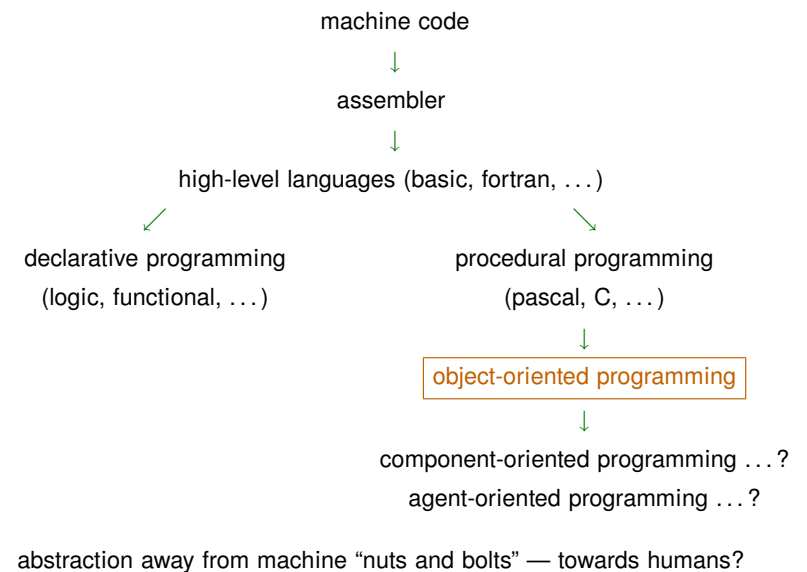 machine code
↓
assembler
↓
high-level languages (basic, fortran, . . . )
↙ ↘
declarative programming procedural programming
(logic, functional, . . . ) (pascal, C, . . . )
↓
object-oriented programming
↓
component-oriented programming . . . ?
agent-oriented programming . . . ?
abstraction away from machine “nuts and bolts” — towards humans?